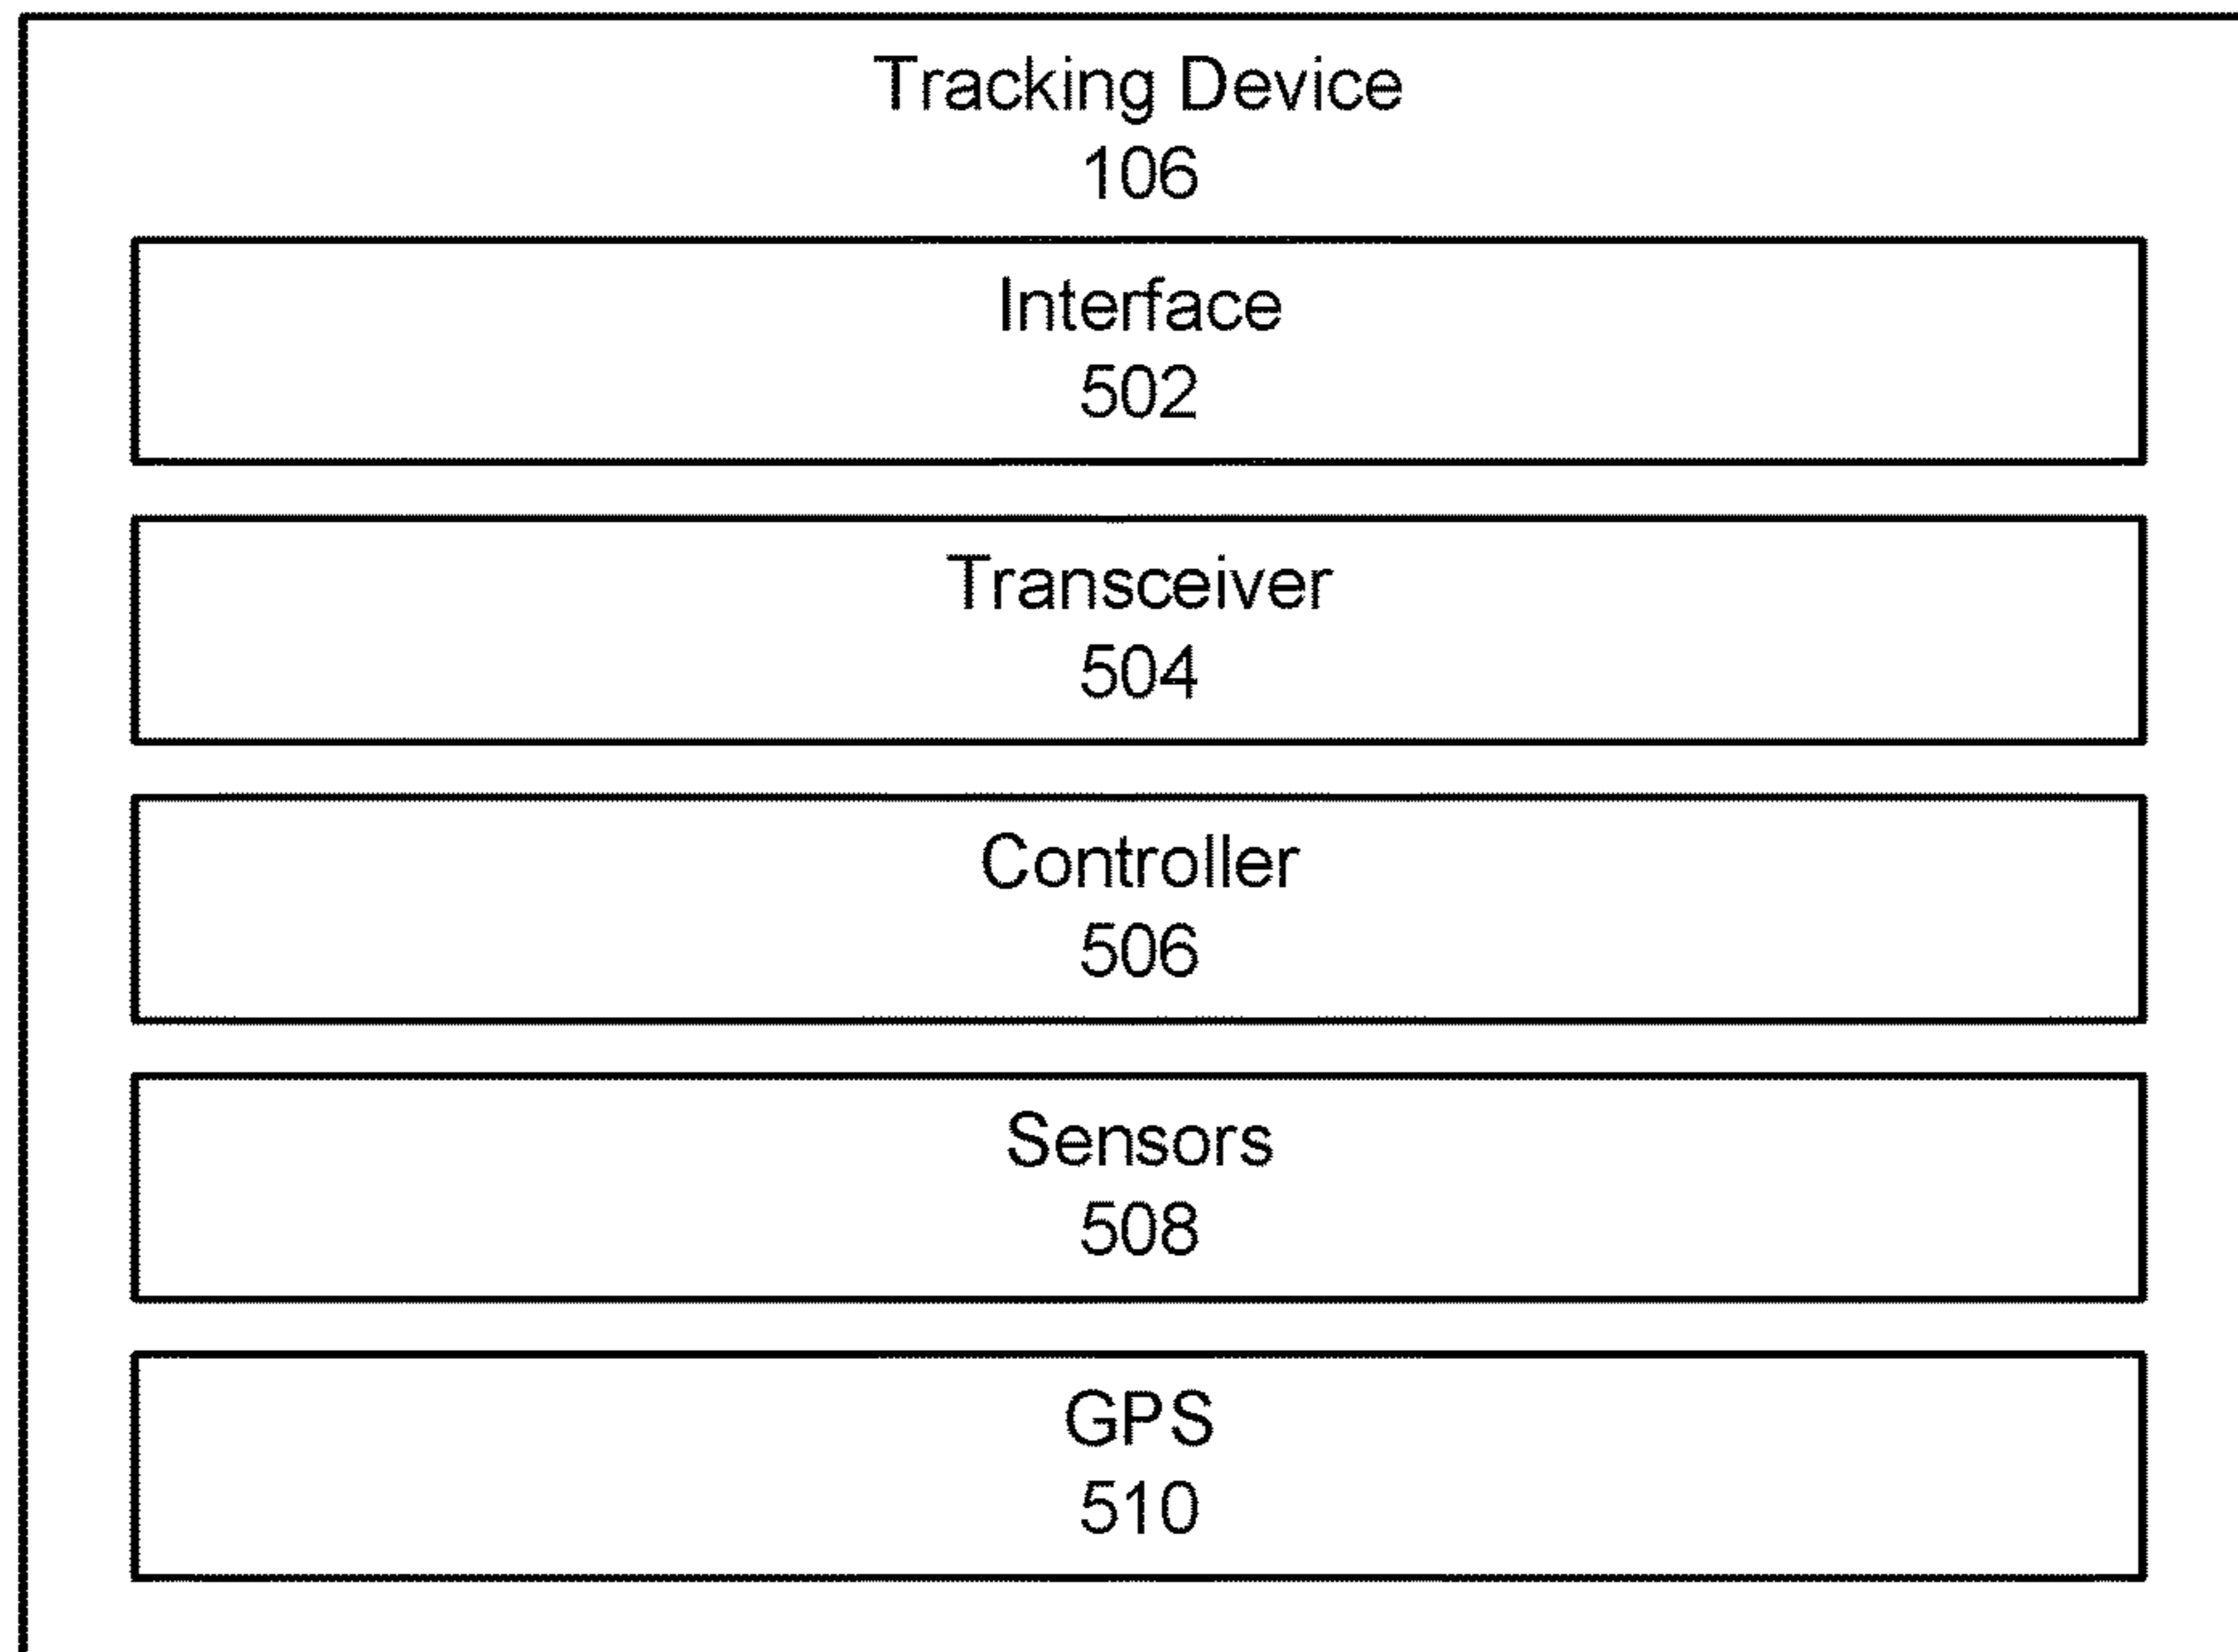 Tracking Device
106
Interface
502
Transceiver
504
Controller
506
Sensors
508
GPS
510